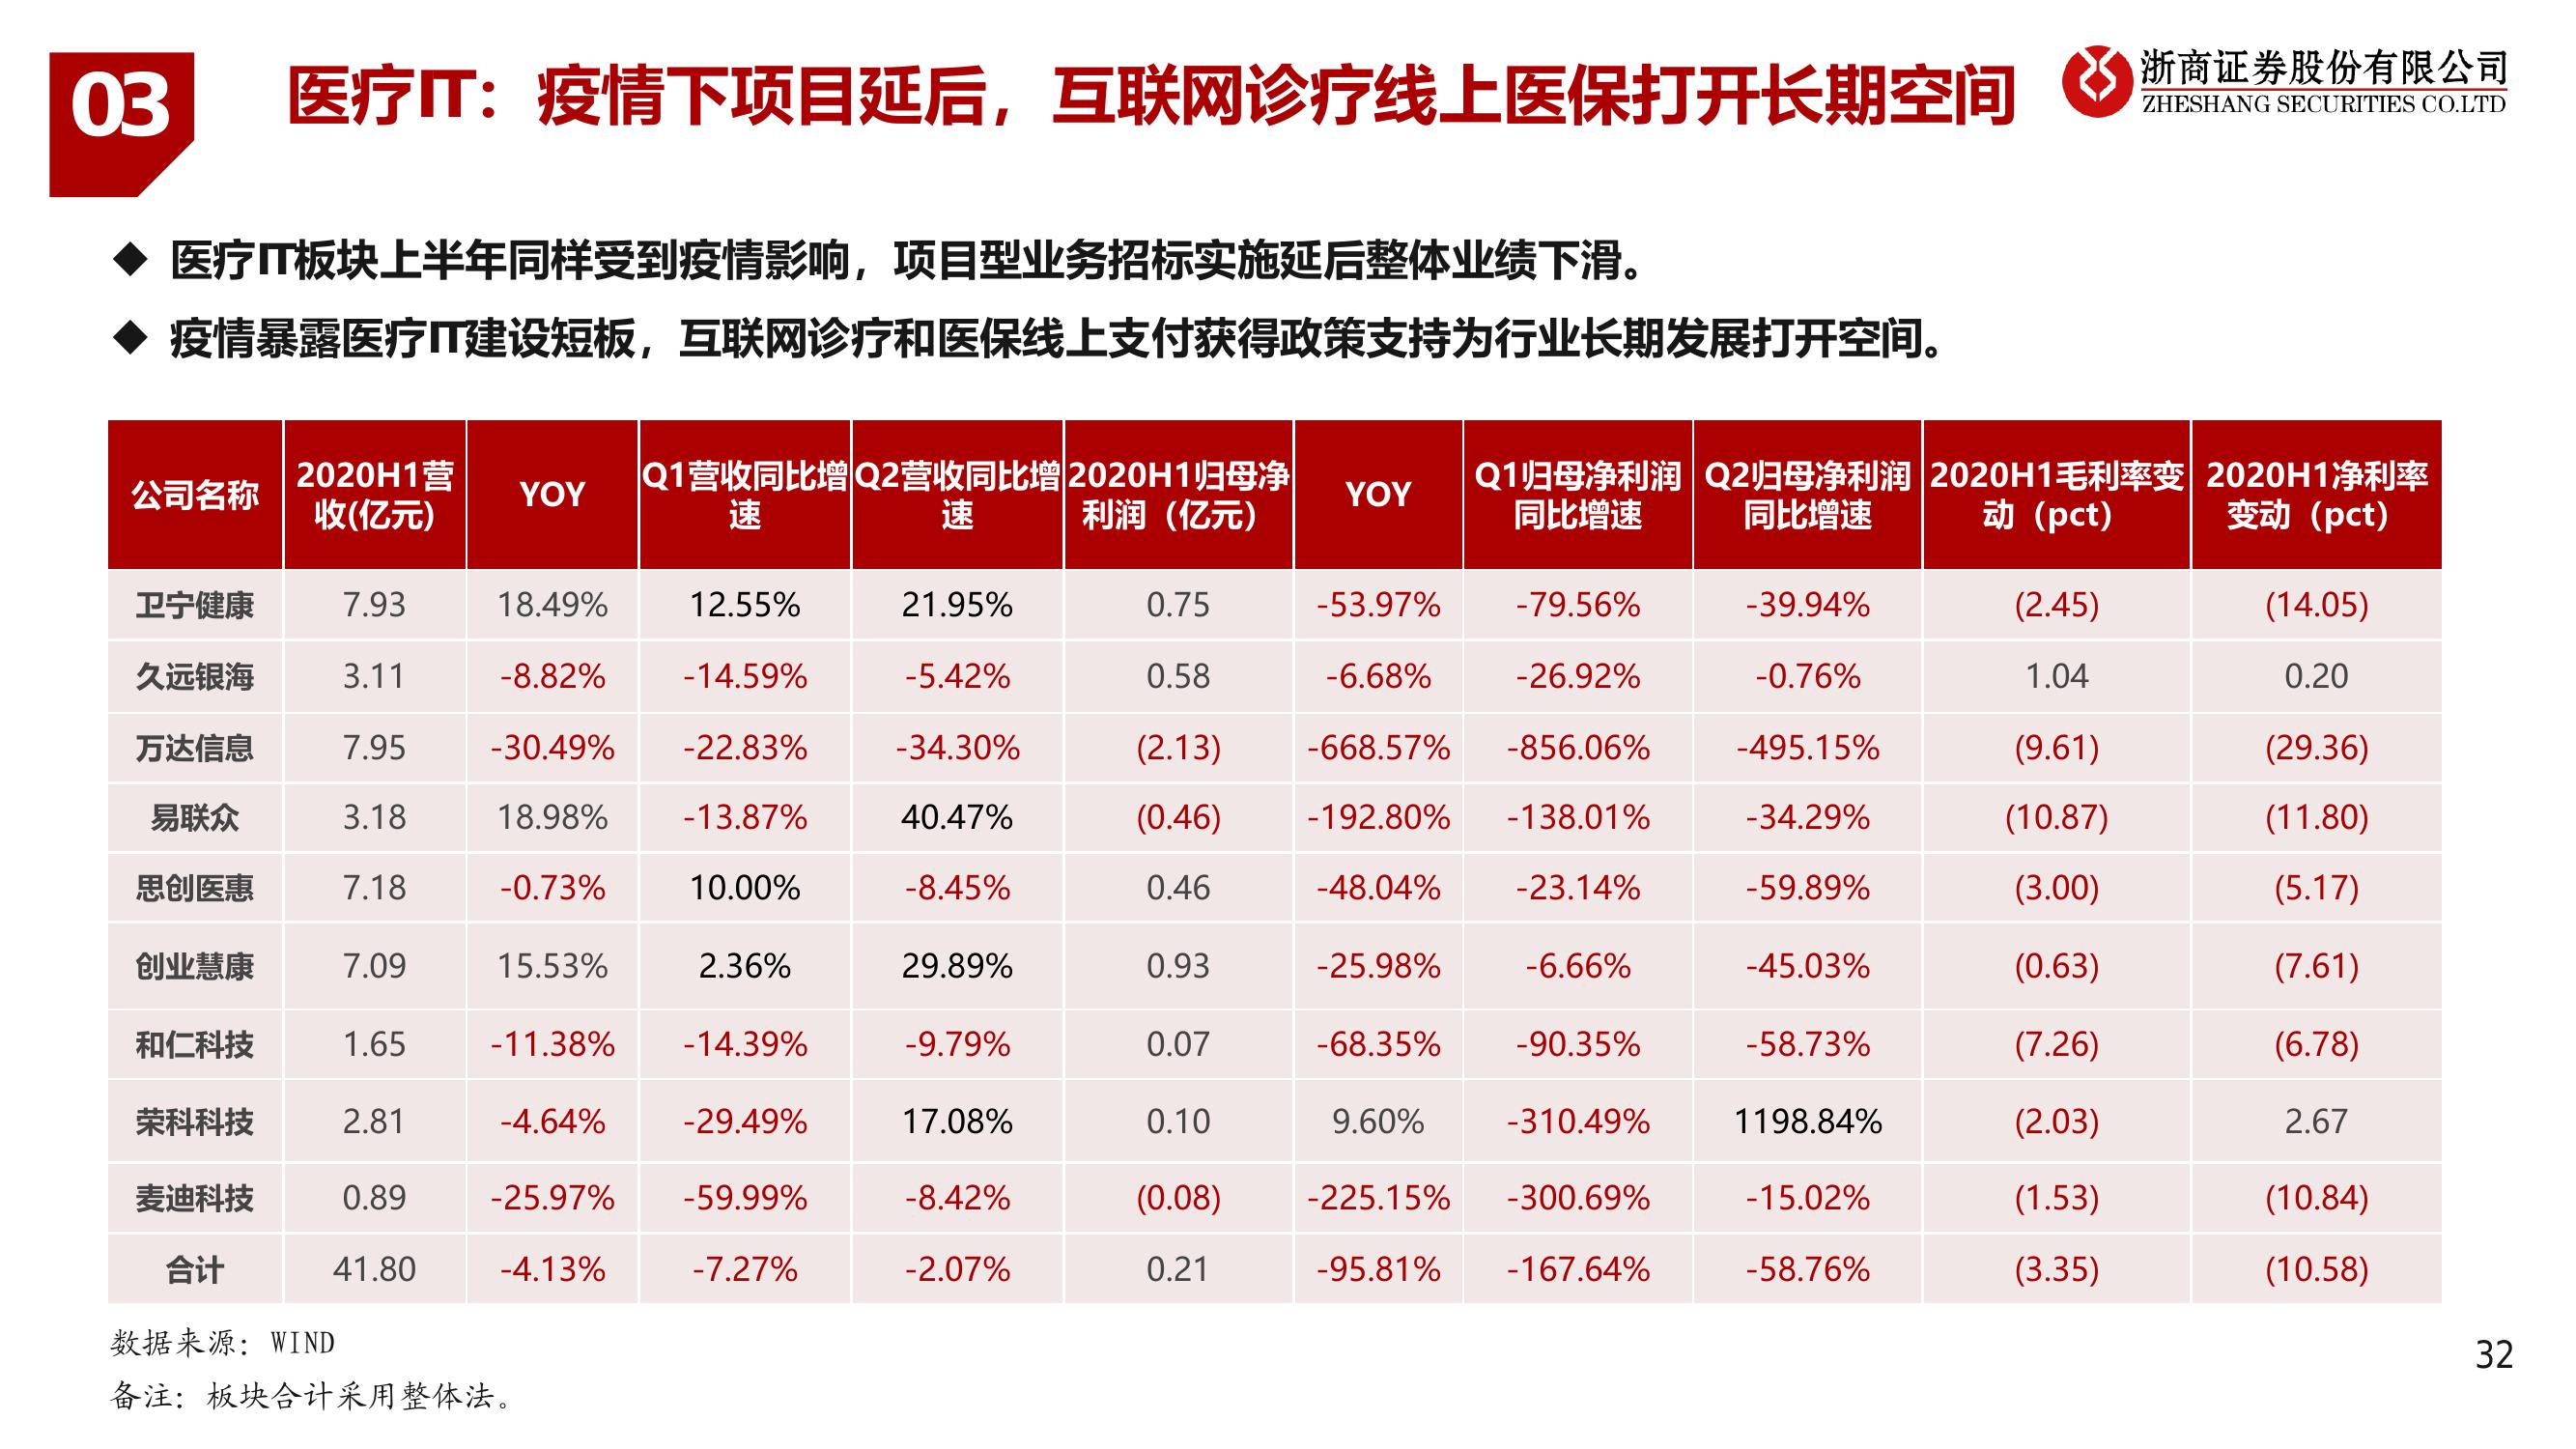 03
医疗IT：疫情下项目延后，互联网诊疗线上医保打开长期空间
浙商证券股份有限公司
ZHESHANG SECURITIES CO.LTD
◆ 医疗IT板块上半年同样受到疫情影响，项目型业务招标实施延后整体业绩下滑。
◆ 疫情暴露医疗IT建设短板，互联网诊疗和医保线上支付获得政策支持为行业长期发展打开空间。
公司名称 2020H1营收(亿元) YOY Q1营收同比增速 Q2营收同比增速 2020H1归母净利润（亿元） YOY Q1归母净利润同比增速 Q2归母净利润同比增速 2020H1毛利率变动（pct） 2020H1净利率变动（pct）
卫宁健康 7.93 18.49% 12.55% 21.95% 0.75 -53.97% -79.56% -39.94% (2.45) (14.05)
久远银海 3.11 -8.82% -14.59% -5.42% 0.58 -6.68% -26.92% -0.76% 1.04 0.20
万达信息 7.95 -30.49% -22.83% -34.30% (2.13) -668.57% -856.06% -495.15% (9.61) (29.36)
易联众 3.18 18.98% -13.87% 40.47% (0.46) -192.80% -138.01% -34.29% (10.87) (11.80)
思创医惠 7.18 -0.73% 10.00% -8.45% 0.46 -48.04% -23.14% -59.89% (3.00) (5.17)
创业慧康 7.09 15.53% 2.36% 29.89% 0.93 -25.98% -6.66% -45.03% (0.63) (7.61)
和仁科技 1.65 -11.38% -14.39% -9.79% 0.07 -68.35% -90.35% -58.73% (7.26) (6.78)
荣科科技 2.81 -4.64% -29.49% 17.08% 0.10 9.60% -310.49% 1198.84% (2.03) 2.67
麦迪科技 0.89 -25.97% -59.99% -8.42% (0.08) -225.15% -300.69% -15.02% (1.53) (10.84)
合计 41.80 -4.13% -7.27% -2.07% 0.21 -95.81% -167.64% -58.76% (3.35) (10.58)
数据来源：WIND
备注：板块合计采用整体法。
32